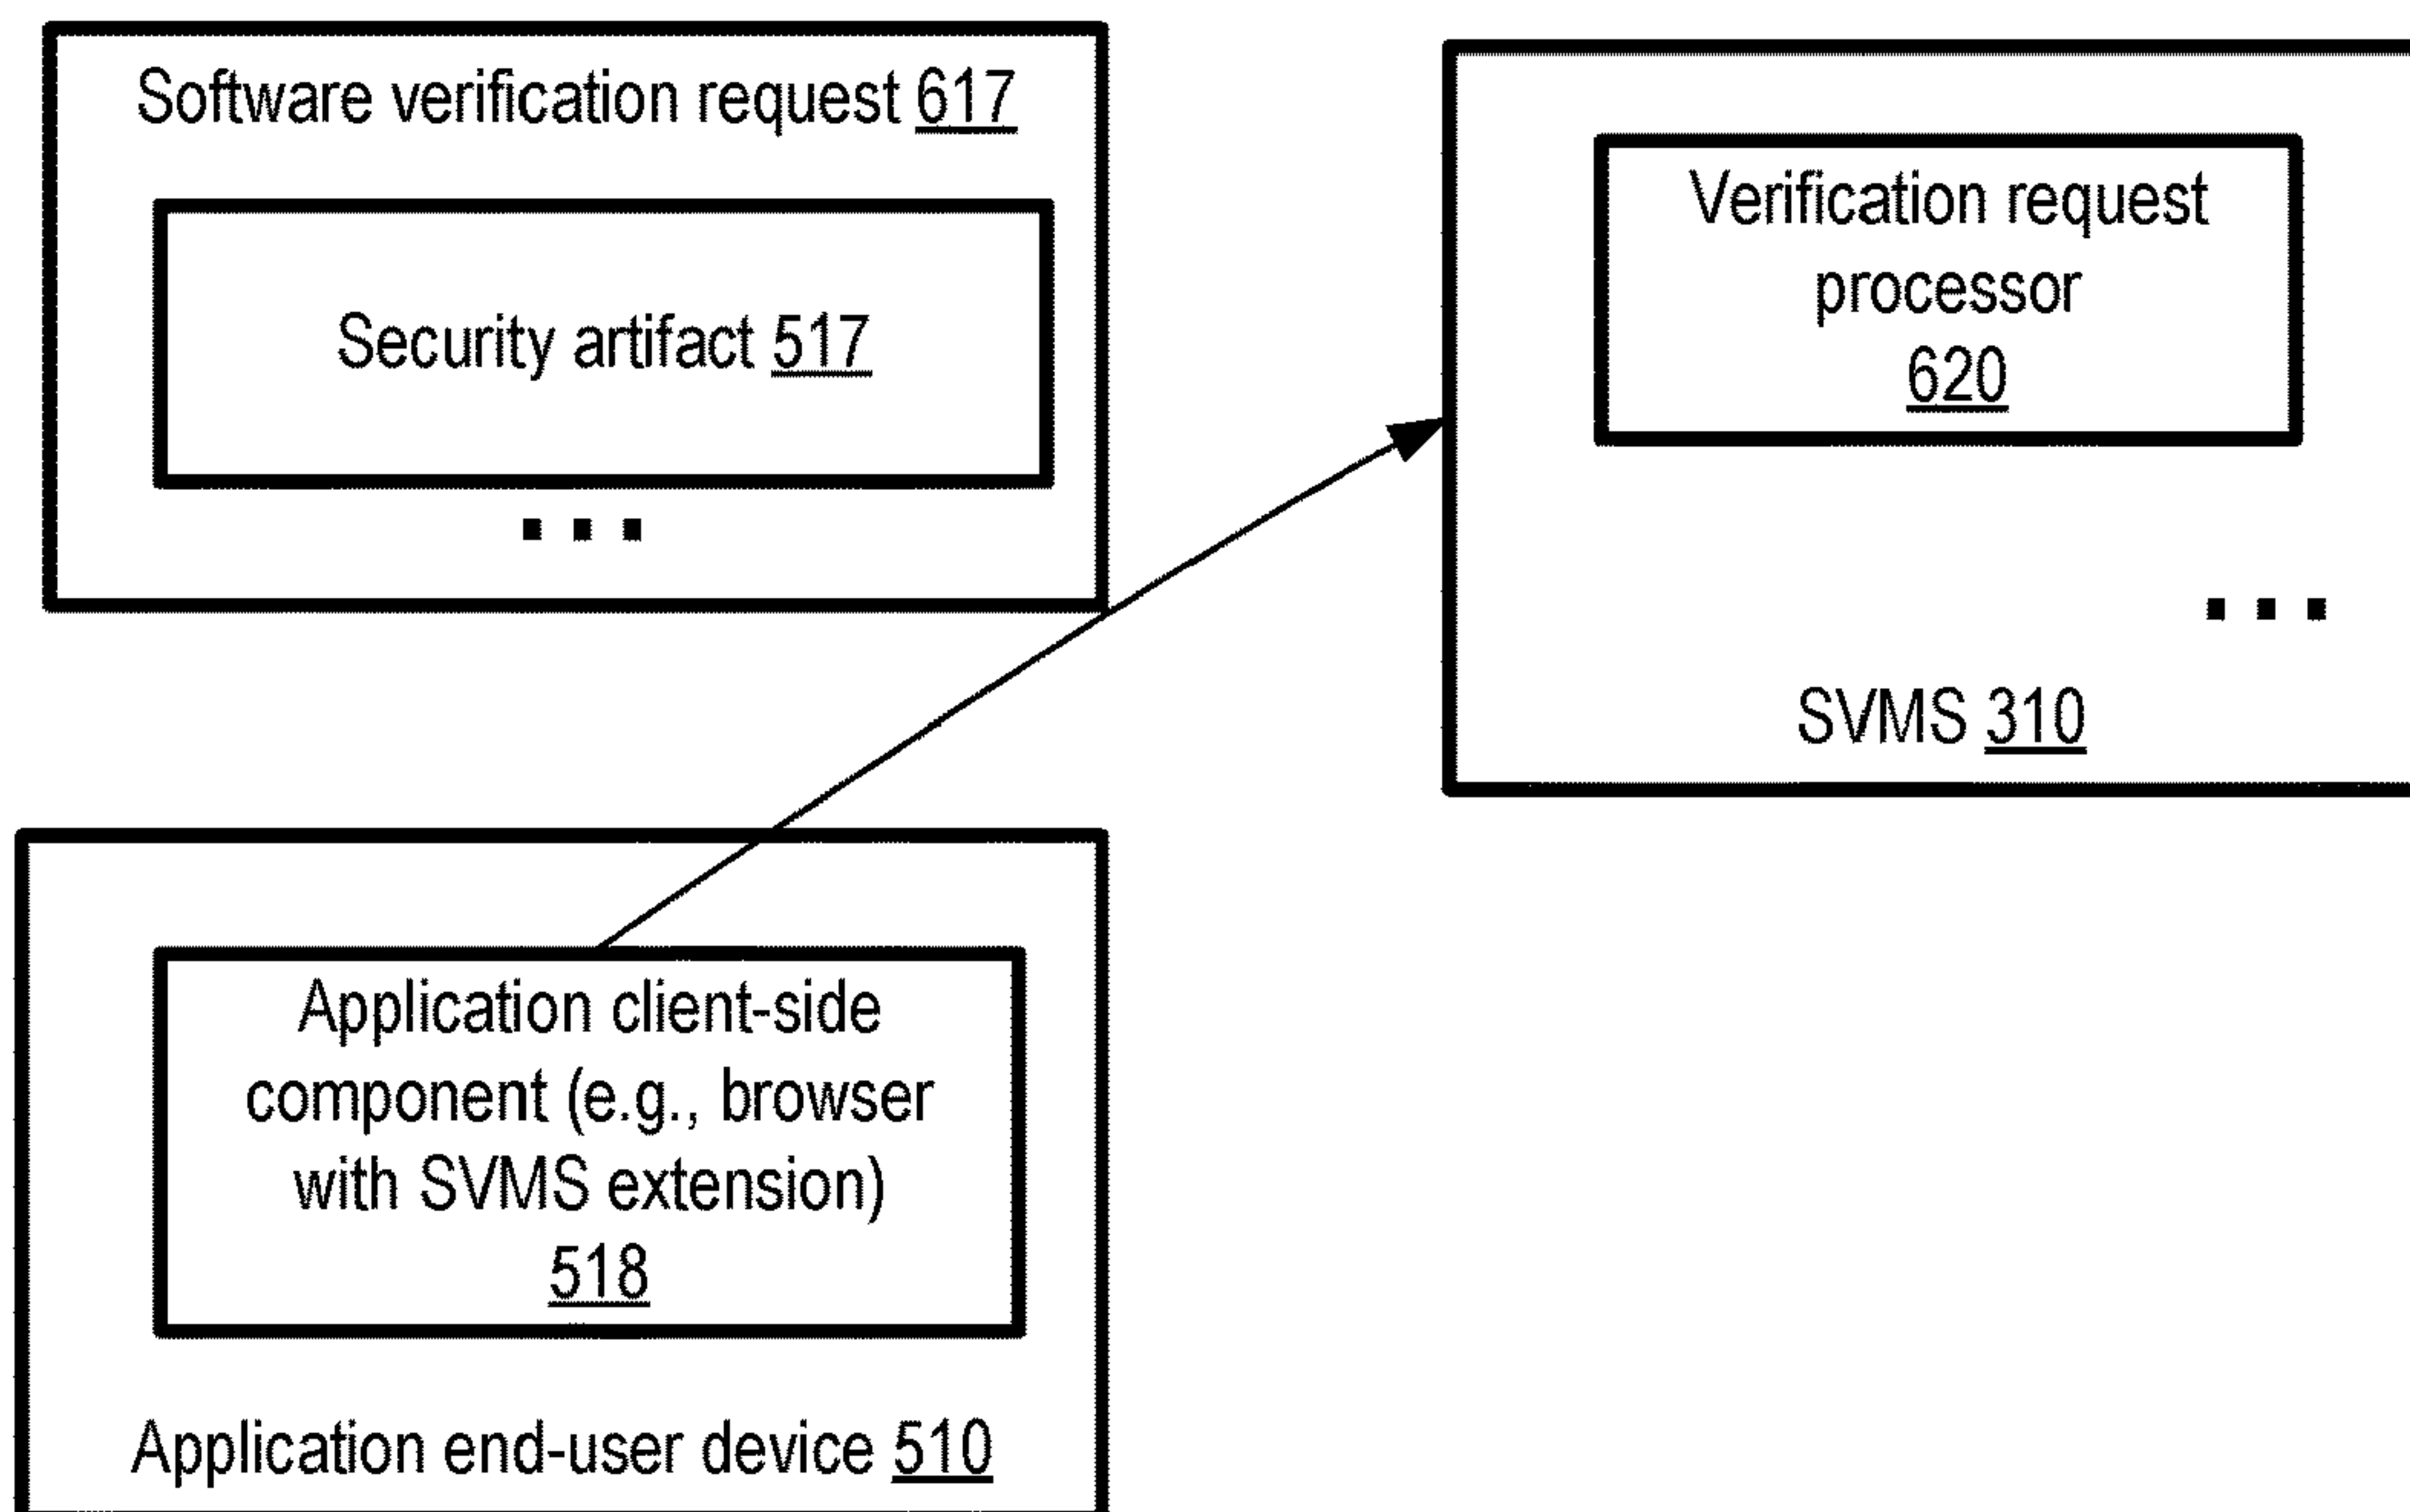 Software verification request 617
Security artifact 517
...
Verification request
processor
620
...
SVMS 310
Application client-side
component (e.g., browser
with SVMS extension)
518
Application end-user device 510